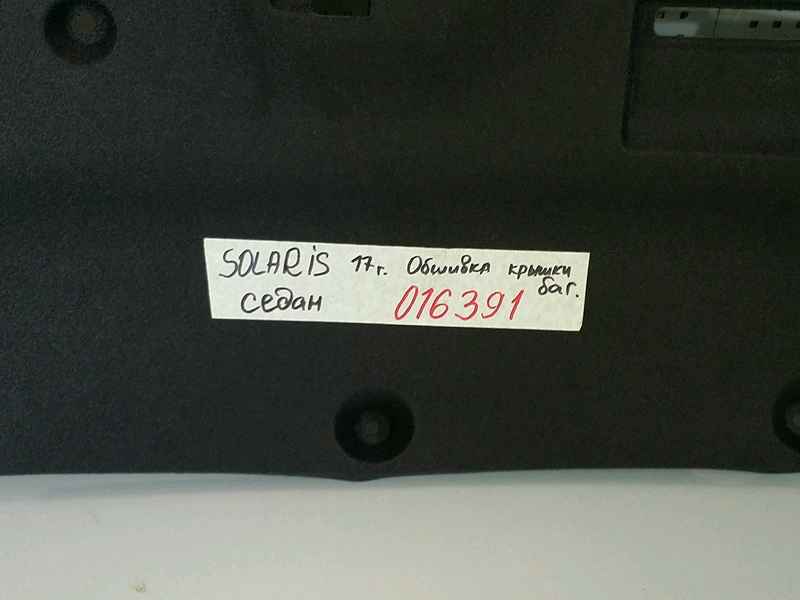 SOLARiS 17г. Обшивка крышки
баг.
седан 016391